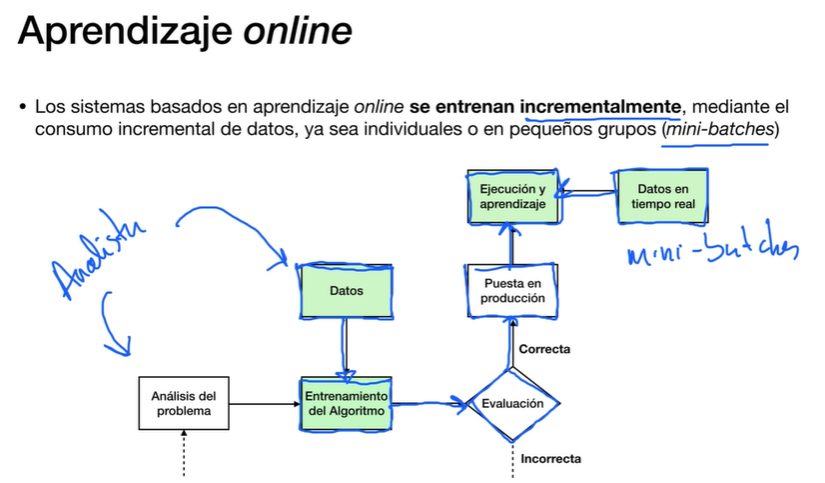 Aprendizaje online
• Los sistemas basados en aprendizaje online se entrenan incrementalmente, mediante el
consumo incremental de datos, ya sea individuales o en pequeños grupos (mini-batches)
Ejecución y
aprendizaje
Datos en
tiempo real
mini-batches
Analista
Datos
Puesta en
producción
Correcta
Análisis del
problema
Entrenamiento
del Algoritmo
Evaluación
Incorrecta